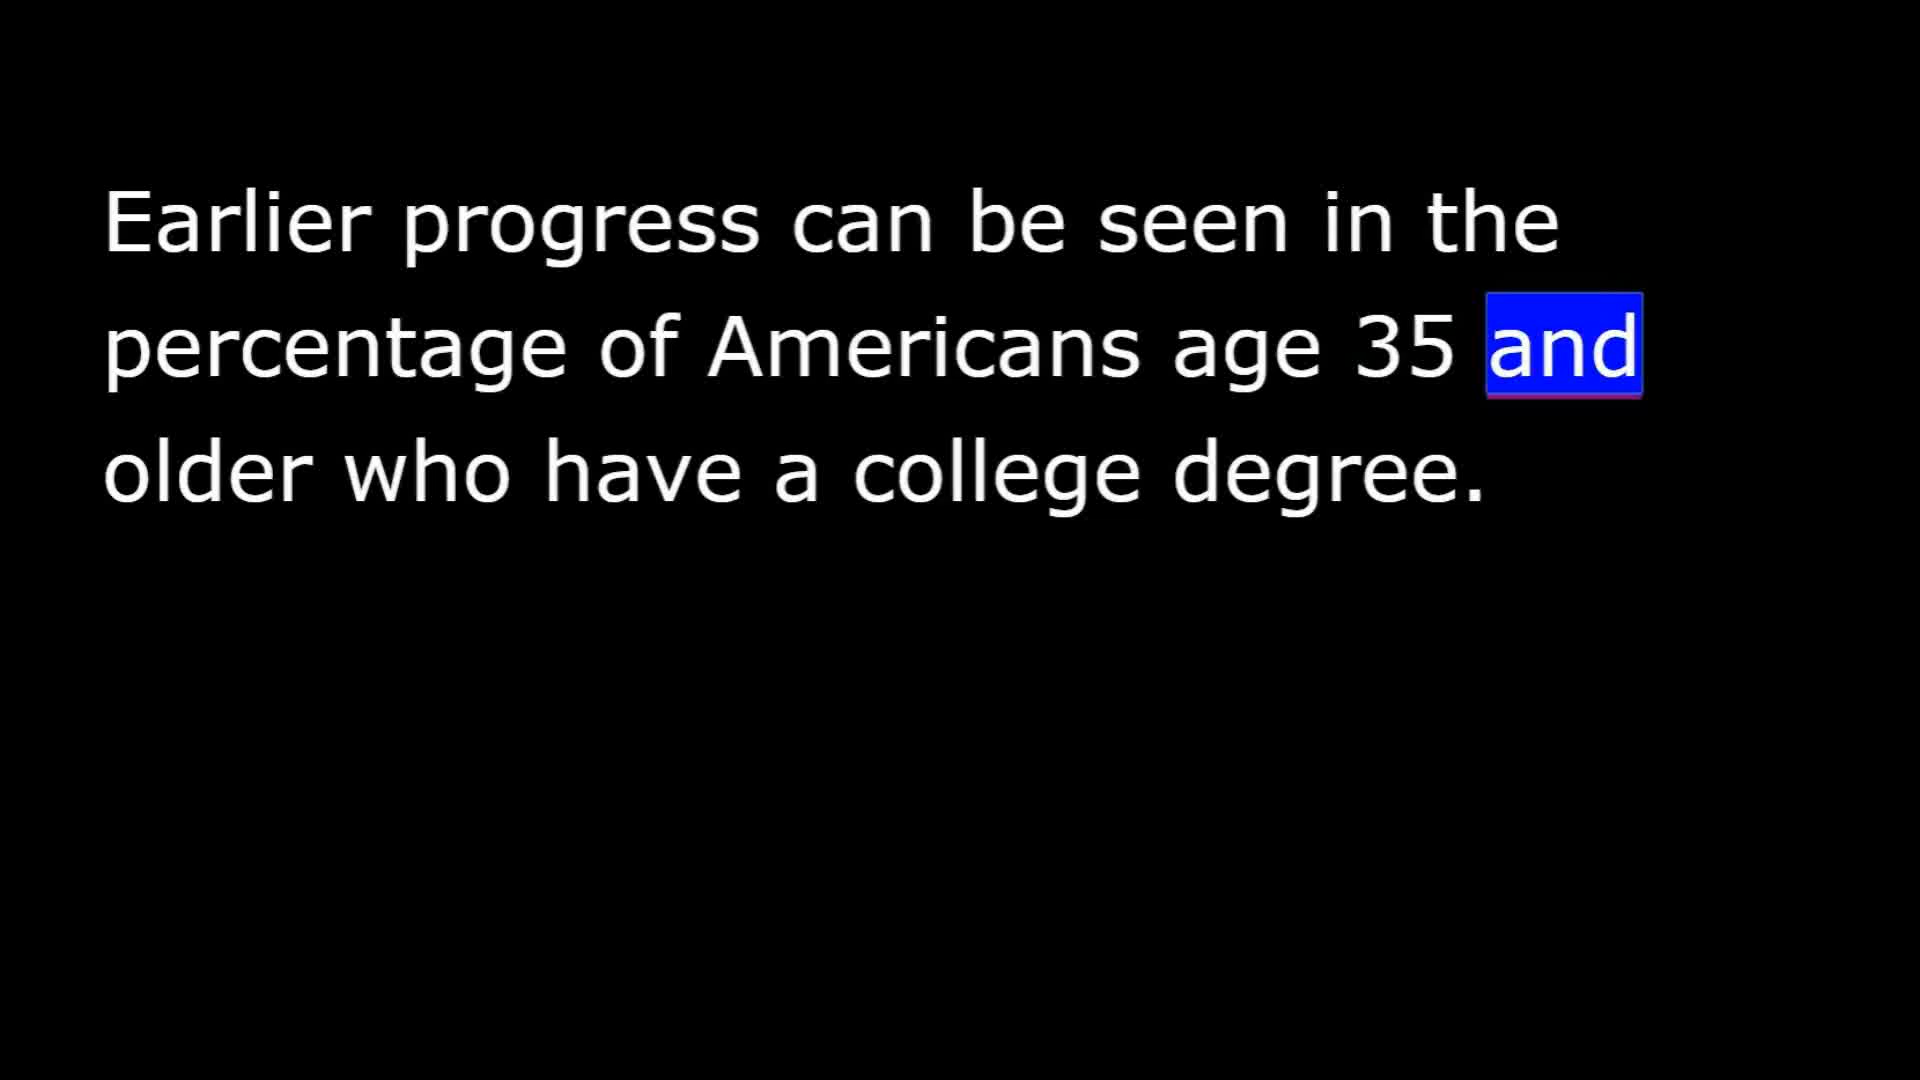 Earlier progress can be seen in the
percentage of Americans age 35 and
older who have a college degree.